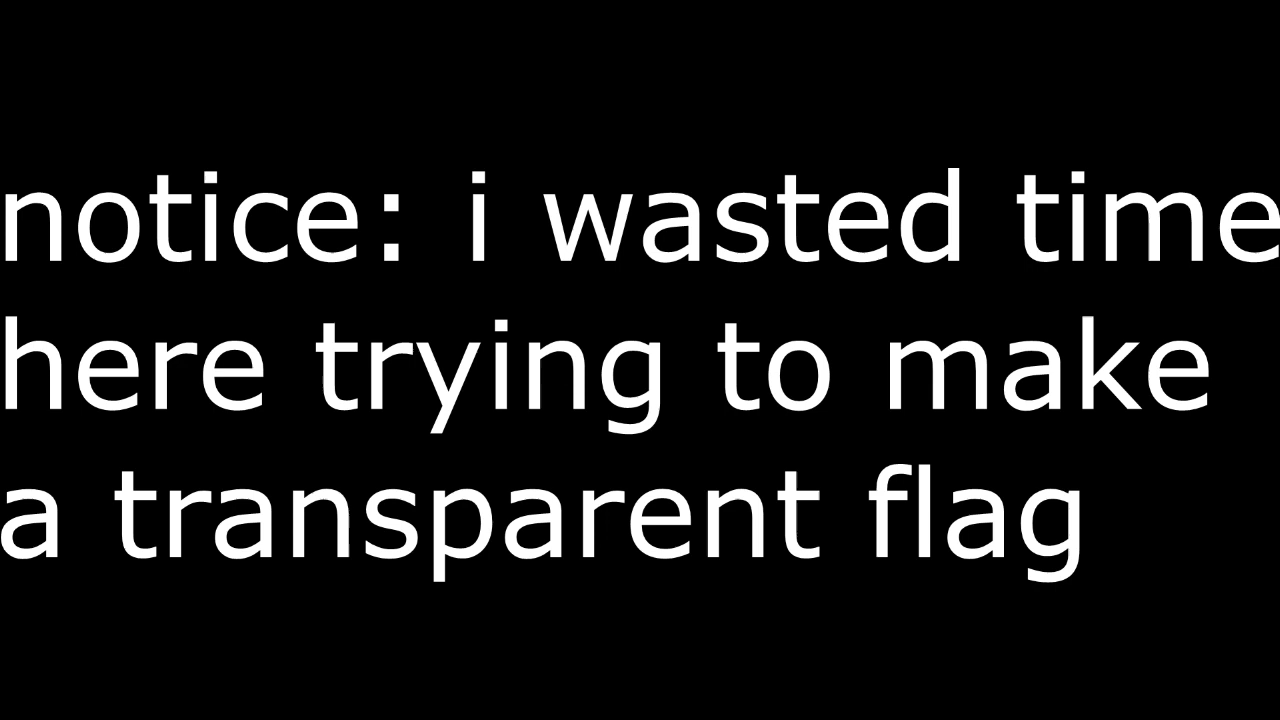 notice: i wasted time
here trying to make
a transparent flag